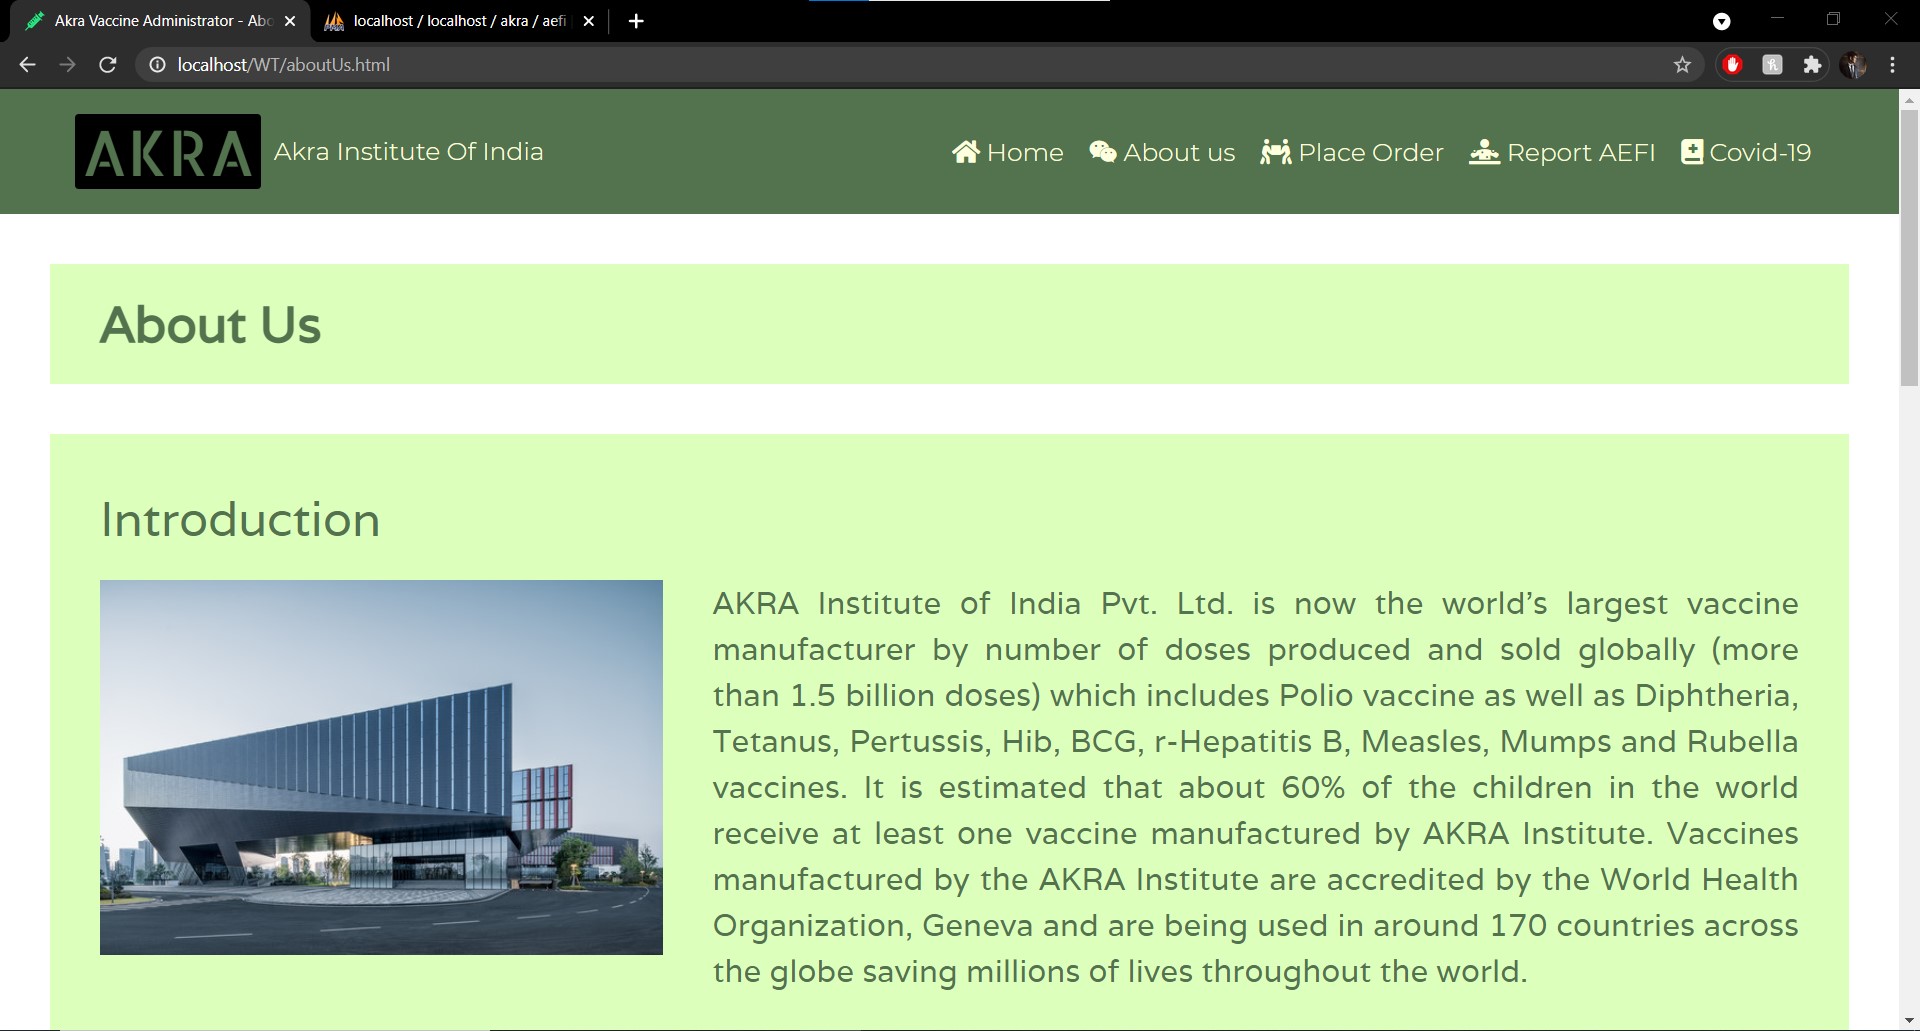 Akra Vaccine Administrator - Abo
localhost / localhost / akra / aefi
localhost/WT/aboutUs.html
AKRA
Akra Institute Of India
Home
About us
Place Order
Report AEFI
Covid-19
About Us
Introduction
AKRA Institute of India Pvt. Ltd. is now the world's largest vaccine
manufacturer by number of doses produced and sold globally (more
than 1.5 billion doses) which includes Polio vaccine as well as Diphtheria,
Tetanus, Pertussis, Hib, BCG, r-Hepatitis B, Measles, Mumps and Rubella
vaccines. It is estimated that about 60% of the children in the world
receive at least one vaccine manufactured by AKRA Institute. Vaccines
manufactured by the AKRA Institute are accredited by the World Health
Organization, Geneva and are being used in around 170 countries across
the globe saving millions of lives throughout the world.